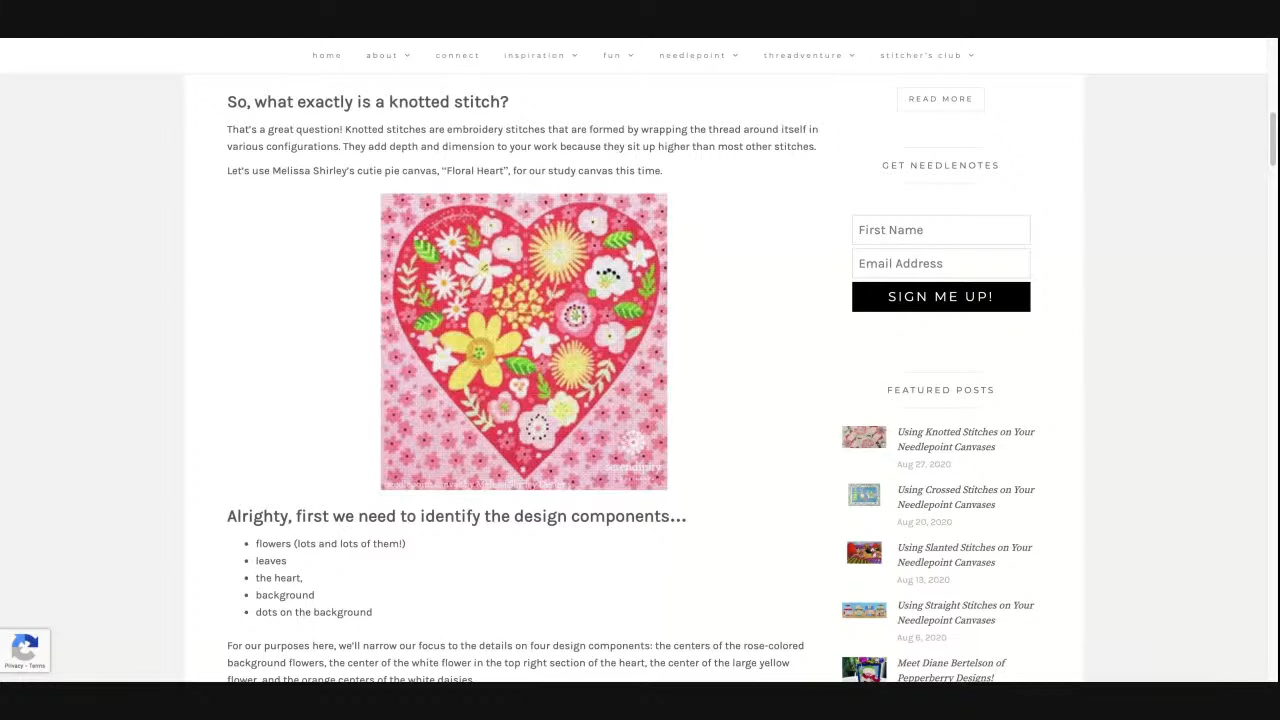 home about connect inspiration fun needlepoint threadventure stitcher's club
So, what exactly is a knotted stitch?
That's a great question! Knotted stitches are embroidery stitches that are formed by wrapping the thread around itself in
various configurations. They add depth and dimension to your work because they sit up higher than most other stitches.
Let's use Melissa Shirley's cutie pie canvas, "Floral Heart", for our study canvas this time.
Alrighty, first we need to identify the design components...
• flowers (lots and lots of them!)
• leaves
• the heart,
• background
• dots on the background
For our purposes here, we'll narrow our focus to the details on four design components: the centers of the rose-colored
background flowers, the center of the white flower in the top right section of the heart, the center of the large yellow
flower, and the orange centers of the white daisies.
READ MORE
GET NEEDLENOTES
First Name
Email Address
SIGN ME UP!
FEATURED POSTS
Using Knotted Stitches on Your
Needlepoint Canvases
Aug 27, 2020
Using Crossed Stitches on Your
Needlepoint Canvases
Aug 20, 2020
Using Slanted Stitches on Your
Needlepoint Canvases
Aug 13, 2020
Using Straight Stitches on Your
Needlepoint Canvases
Aug 6, 2020
Meet Diane Bertelson of
Pepperberry Designs!
Privacy - Terms